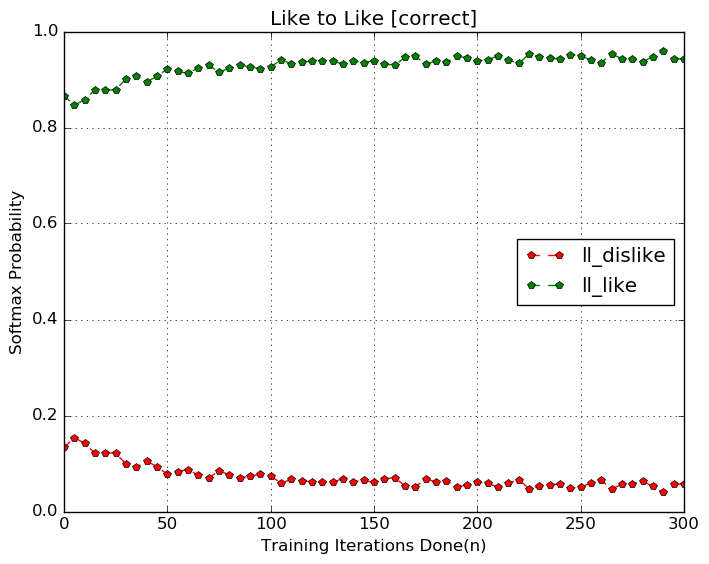 Like to Like [correct]
1.0
0.8
0.6
0.4
0.2
0.0
Softmax Probability
ll_dislike
ll_like
0 50 100 150 200 250 300
Training Iterations Done(n)